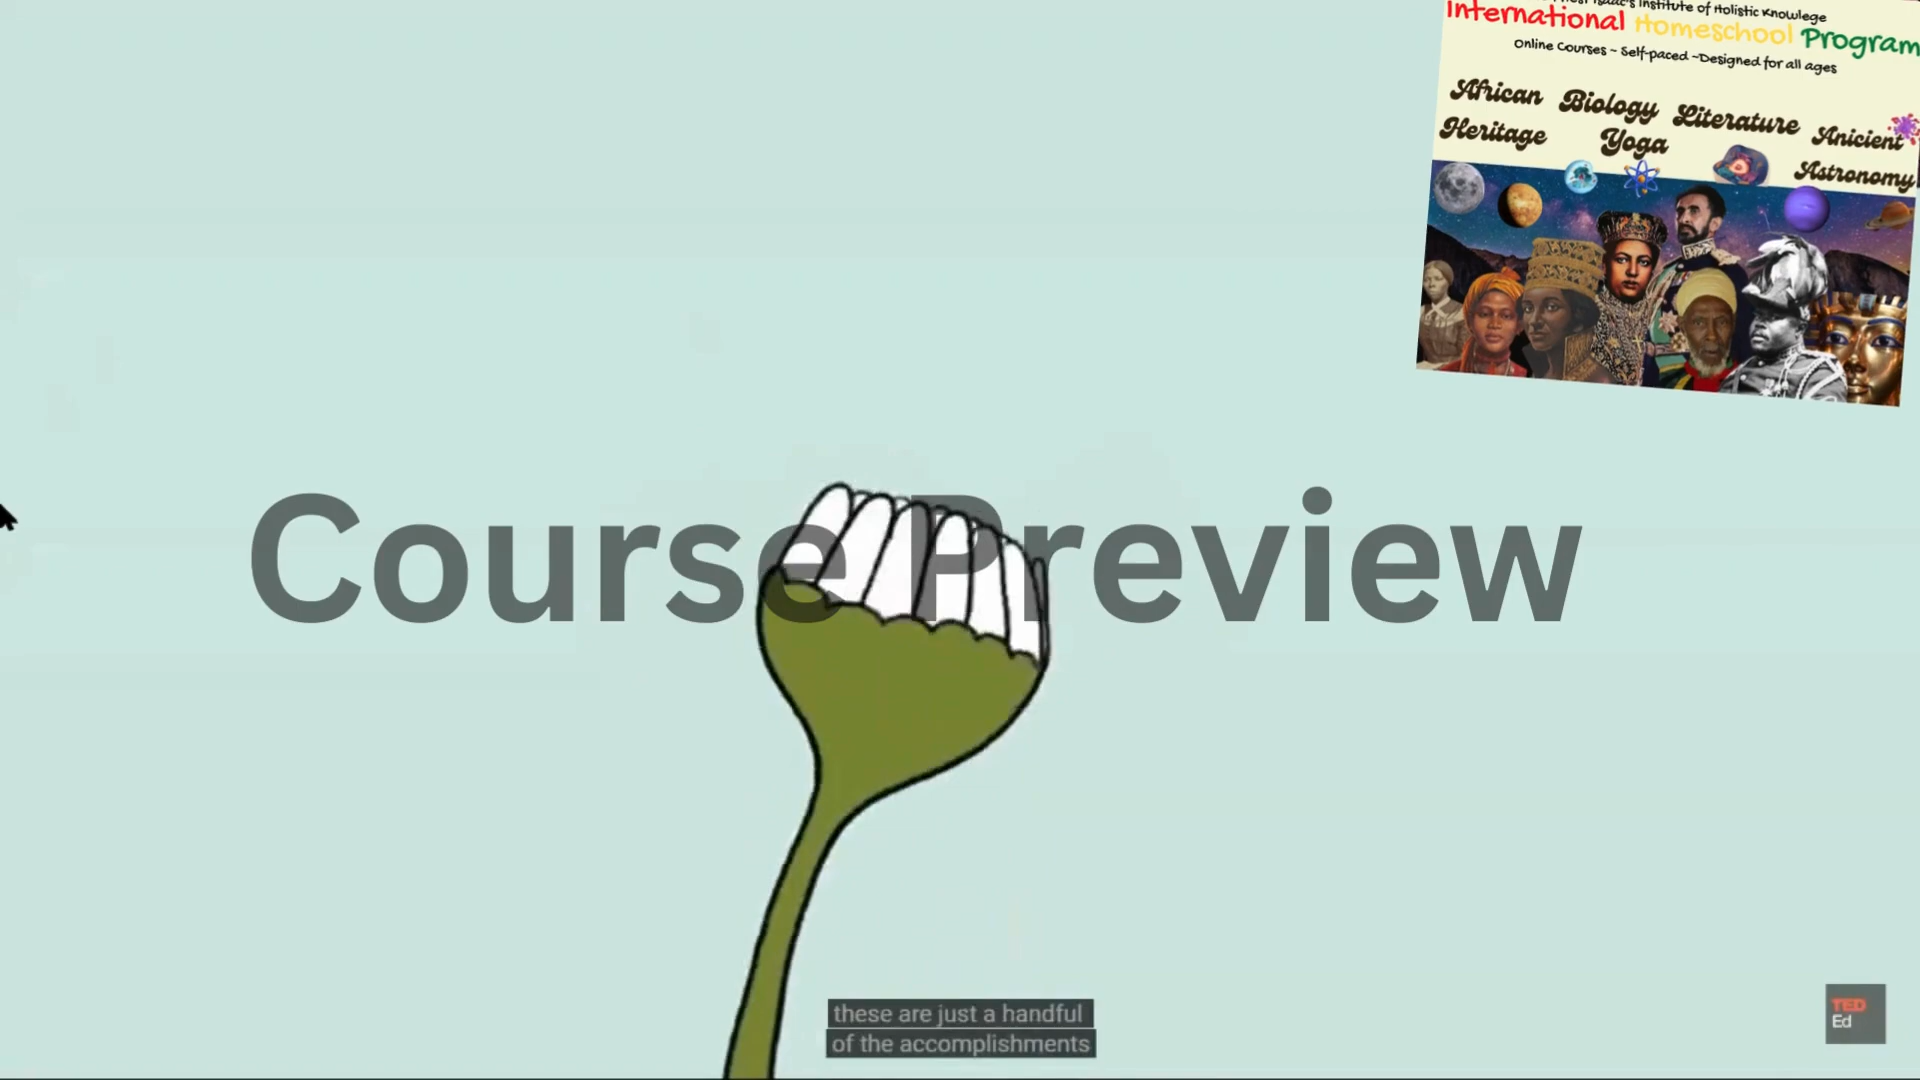 Institute of Holistic Knowlege
International Homeschool Program
Online Courses ~ Self-paced ~Designed for all ages
African Biology Literature Anicient
Heritage Yoga Astronomy
Course Preview
these are just a handful
of the accomplishments
TED
Ed